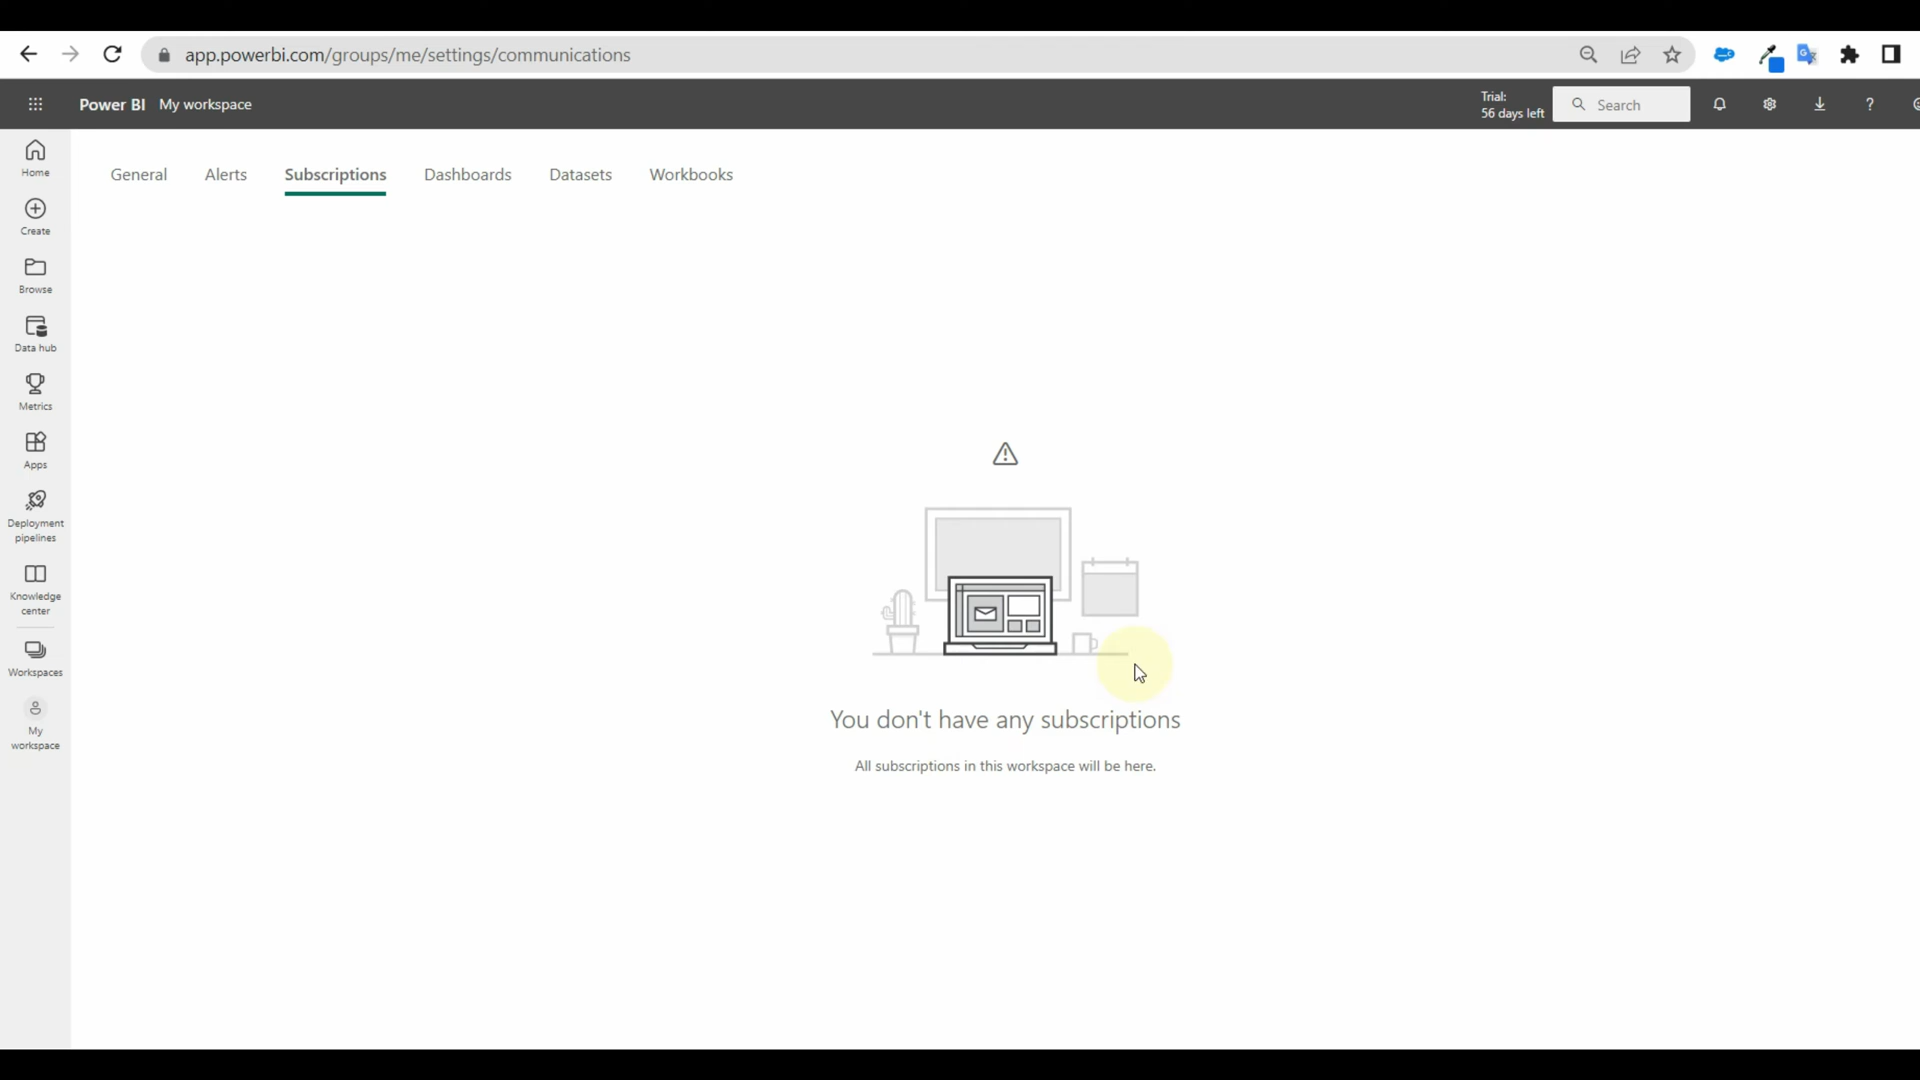 app.powerbi.com/groups/me/settings/communications
Power BI My workspace
Trial:
56 days left
Search
Home
Create
Browse
Data hub
Metrics
Apps
Deployment
pipelines
Knowledge
center
Workspaces
My
workspace
General Alerts Subscriptions Dashboards Datasets Workbooks
You don't have any subscriptions
All subscriptions in this workspace will be here.